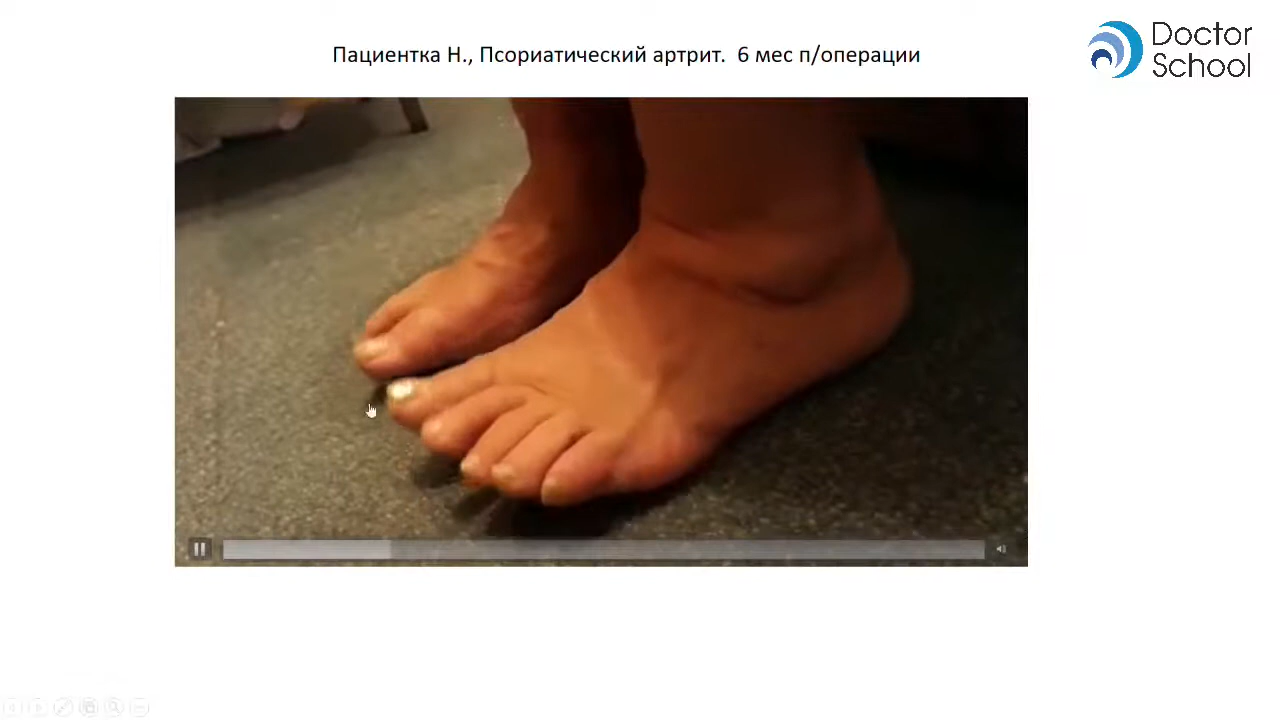 Пациентка Н., Псориатический артрит.  6 мес п/операции
Doctor
School